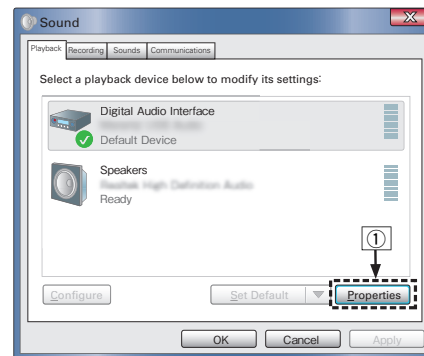 Sound
Playback Recording Sounds Communications
Select a playback device below to modify its settings:
Digital Audio Interface
Default Device
Speakers
Realtek High Definition Audio
Ready
①
Configure Set Default Properties
OK Cancel Apply